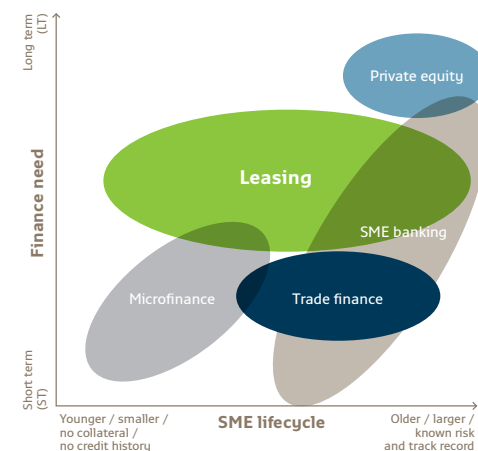 Long term
(LT)
Finance need
Short term
(ST)
Private equity
Leasing
SME banking
Microfinance
Trade finance
Younger / smaller /
no collateral /
no credit history
SME lifecycle
Older / larger /
known risk
and track record